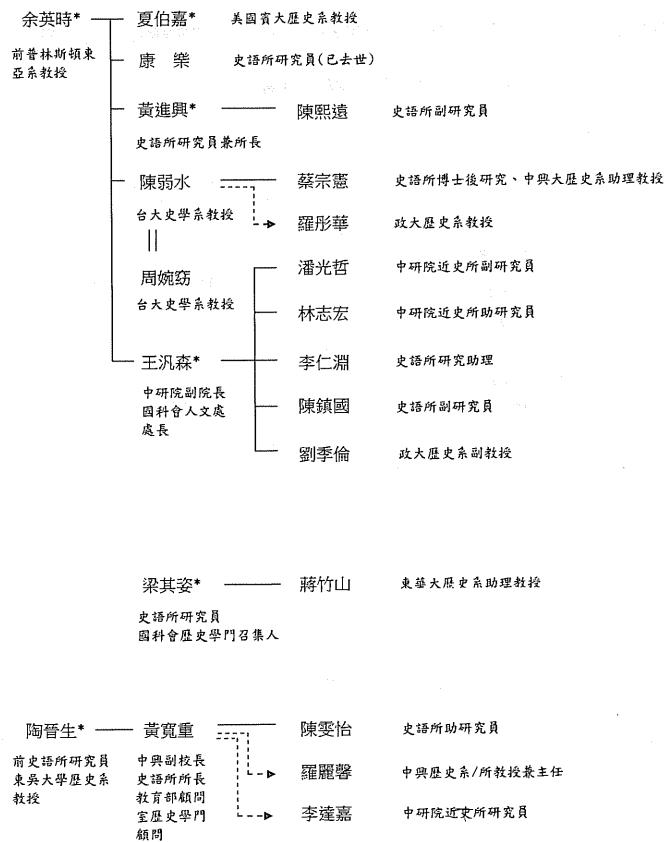 余英時* 夏伯嘉* 美國賓大歷史系教授
前普林斯頓東
亞系教授
康 樂 史語所研究員(已去世)
黃進興* 陳熙遠 史語所副研究員
史語所研究員兼所長
陳弱水 蔡宗憲 史語所博士後研究、中興大歷史系助理教授
台大史學系教授 羅彤華 政大歷史系教授
周婉窈 潘光哲 中研院近史所副研究員
台大史學系教授
林志宏 中研院近史所助研究員
王汎森* 李仁淵 史語所研究助理
中研院副院長
國科會人文處
處長
陳鎮國 史語所副研究員
劉季倫 政大歷史系副教授
梁其姿* 蔣竹山 東華大歷史系助理教授
史語所研究員
國科會歷史學門召集人
陶晉生* 黃寬重 陳雯怡 史語所助研究員
前史語所研究員
東吳大學歷史系
教授
中興副校長
史語所所長
教育部顧問
室歷史學門
顧問
羅麗馨 中興歷史系/所教授兼主任
李達嘉 中研院近史所研究員